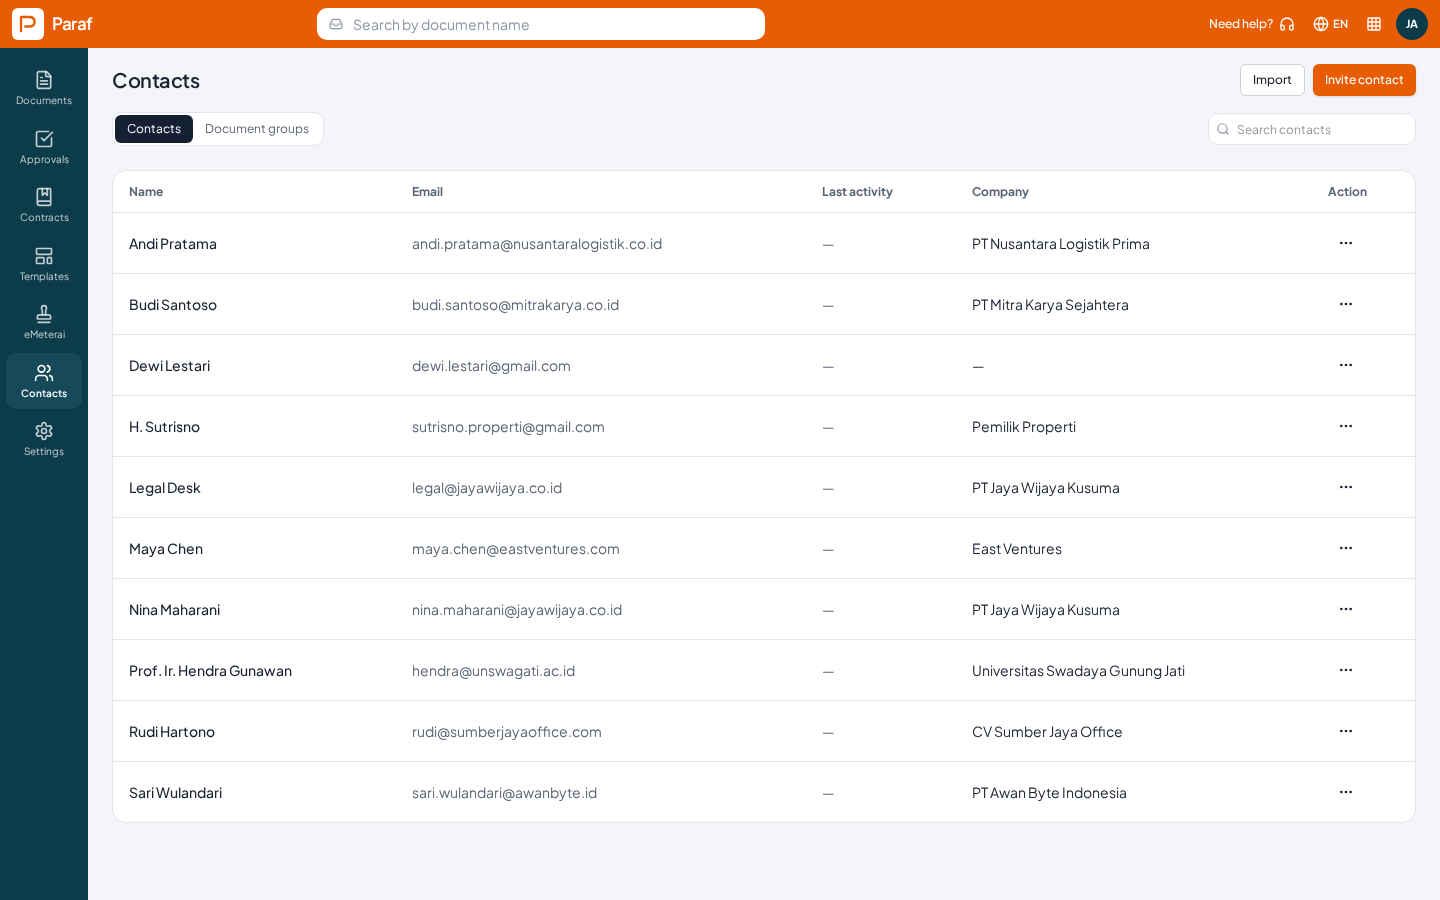 Paraf
Search by document name
Need help?
EN
JA
Documents
Approvals
Contracts
Templates
eMeterai
Contacts
Settings
Contacts
Import
Invite contact
Contacts
Document groups
Search contacts
Name Email Last activity Company Action
Andi Pratama andi.pratama@nusantaralogistik.co.id — PT Nusantara Logistik Prima ···
Budi Santoso budi.santoso@mitrakarya.co.id — PT Mitra Karya Sejahtera ···
Dewi Lestari dewi.lestari@gmail.com — — ···
H. Sutrisno sutrisno.properti@gmail.com — Pemilik Properti ···
Legal Desk legal@jayawijaya.co.id — PT Jaya Wijaya Kusuma ···
Maya Chen maya.chen@eastventures.com — East Ventures ···
Nina Maharani nina.maharani@jayawijaya.co.id — PT Jaya Wijaya Kusuma ···
Prof. Ir. Hendra Gunawan hendra@unswagati.ac.id — Universitas Swadaya Gunung Jati ···
Rudi Hartono rudi@sumberjayaoffice.com — CV Sumber Jaya Office ···
Sari Wulandari sari.wulandari@awanbyte.id — PT Awan Byte Indonesia ···